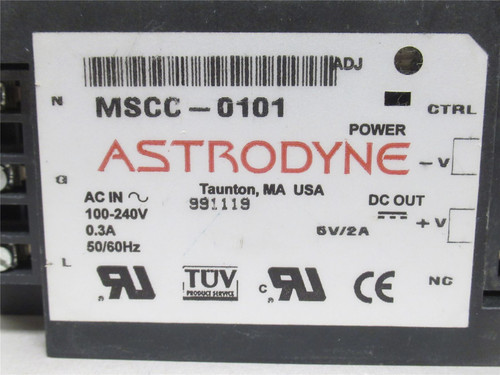 ADJ
N
MSCC-0101
CTRL
POWER
ASTRODYNE
-V
G
Taunton, MA USA
AC IN
991119
DC OUT
100-240V
+V
0.3A
5V/2A
50/60Hz
L
NC
TÜV
PRODUCT SERVICE
C
CE